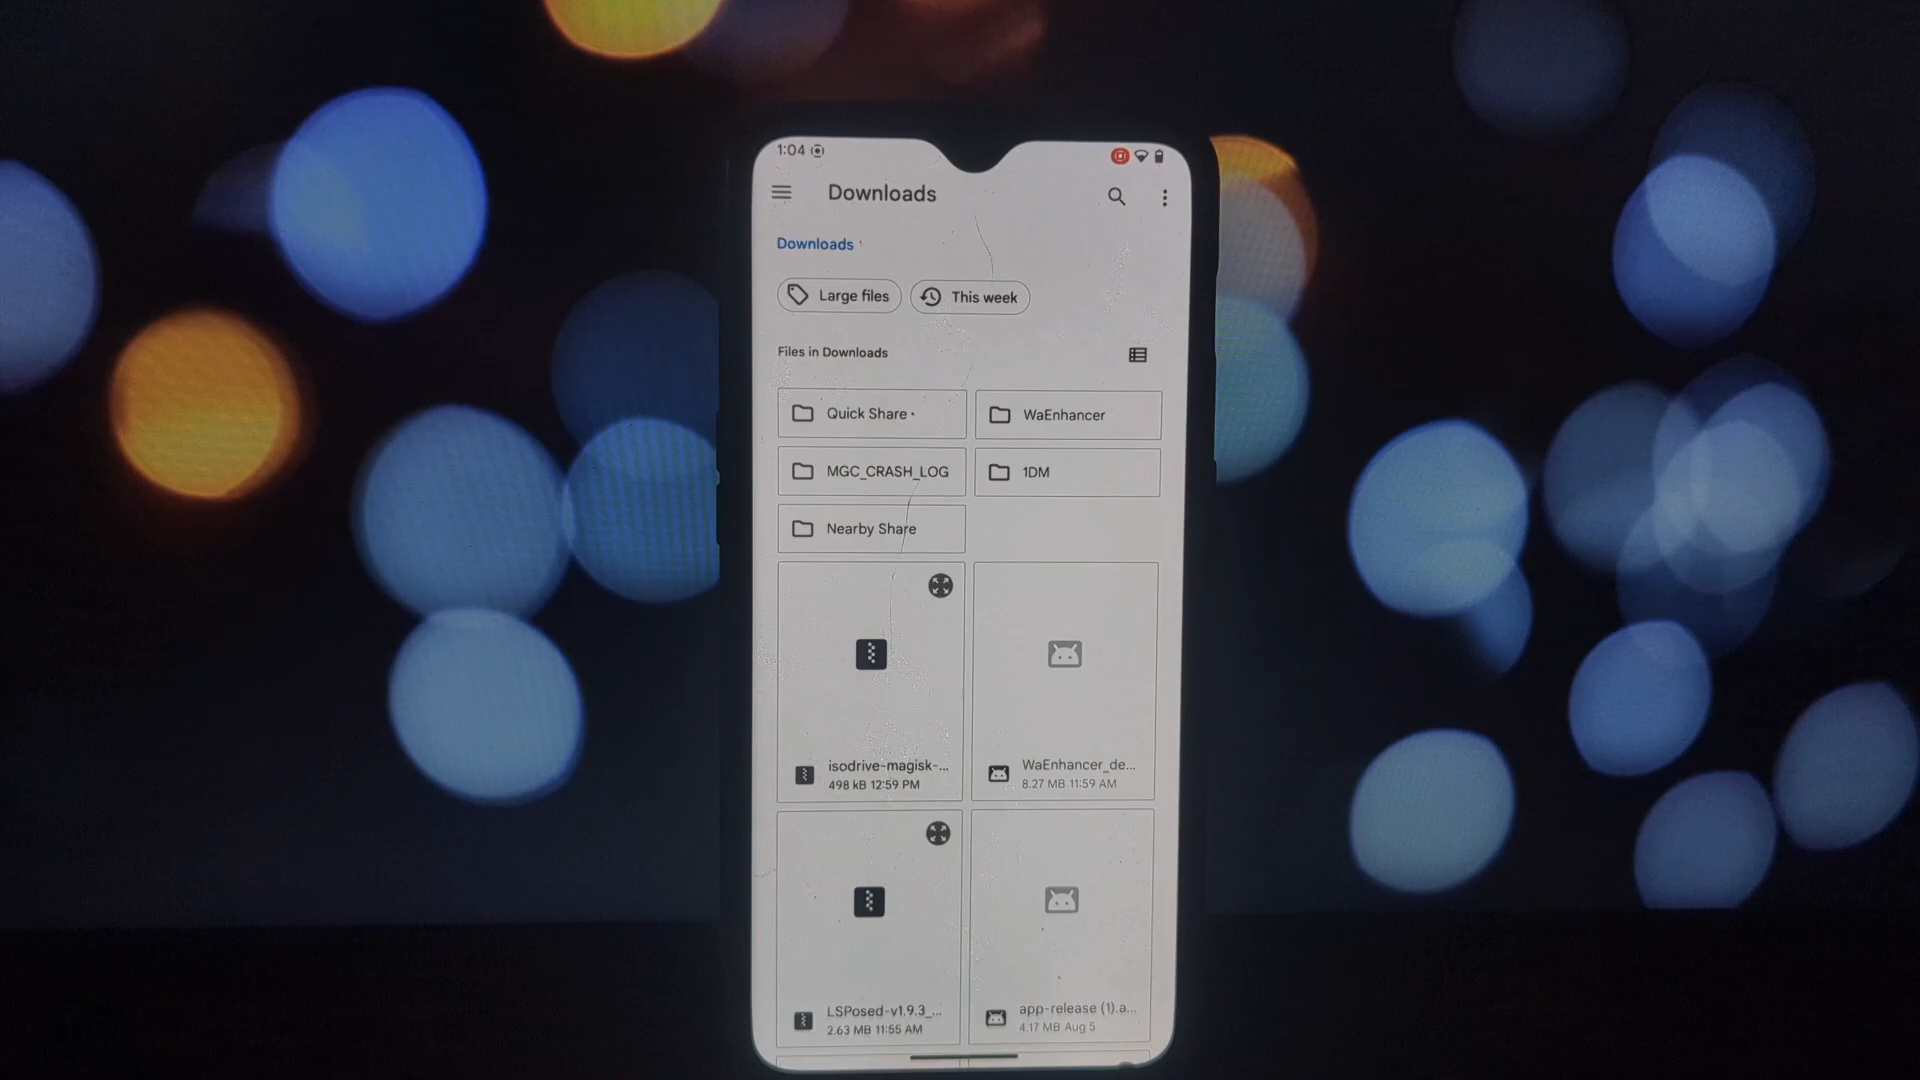 1:04
Downloads
Downloads
Large files
This week
Files in Downloads
Quick Share
WaEnhancer
MGC_CRASH_LOG
1DM
Nearby Share
isodrive-magisk-...
498 kB 12:59 PM
WaEnhancer_de...
8.27 MB 11:59 AM
LSPosed-v1.9.3_...
2.63 MB 11:55 AM
app-release (1).a...
4.17 MB Aug 5